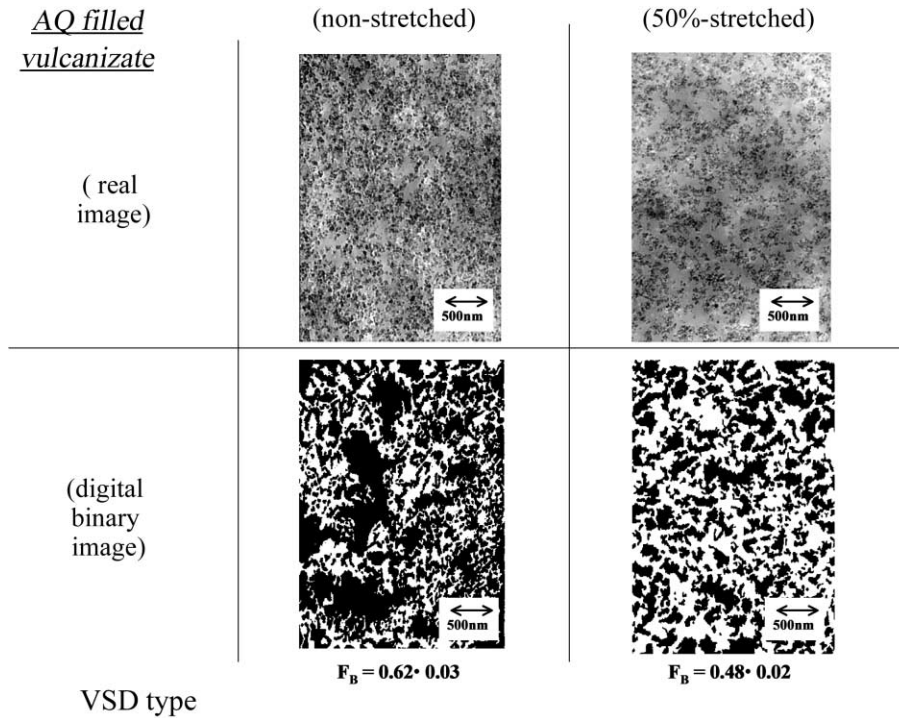 AQ filled
vulcanizate
(non-stretched)
(50%-stretched)
( real
image)
500nm
500nm
(digital
binary
image)
500nm
500nm
F_B = 0.62• 0.03
F_B = 0.48• 0.02
VSD type